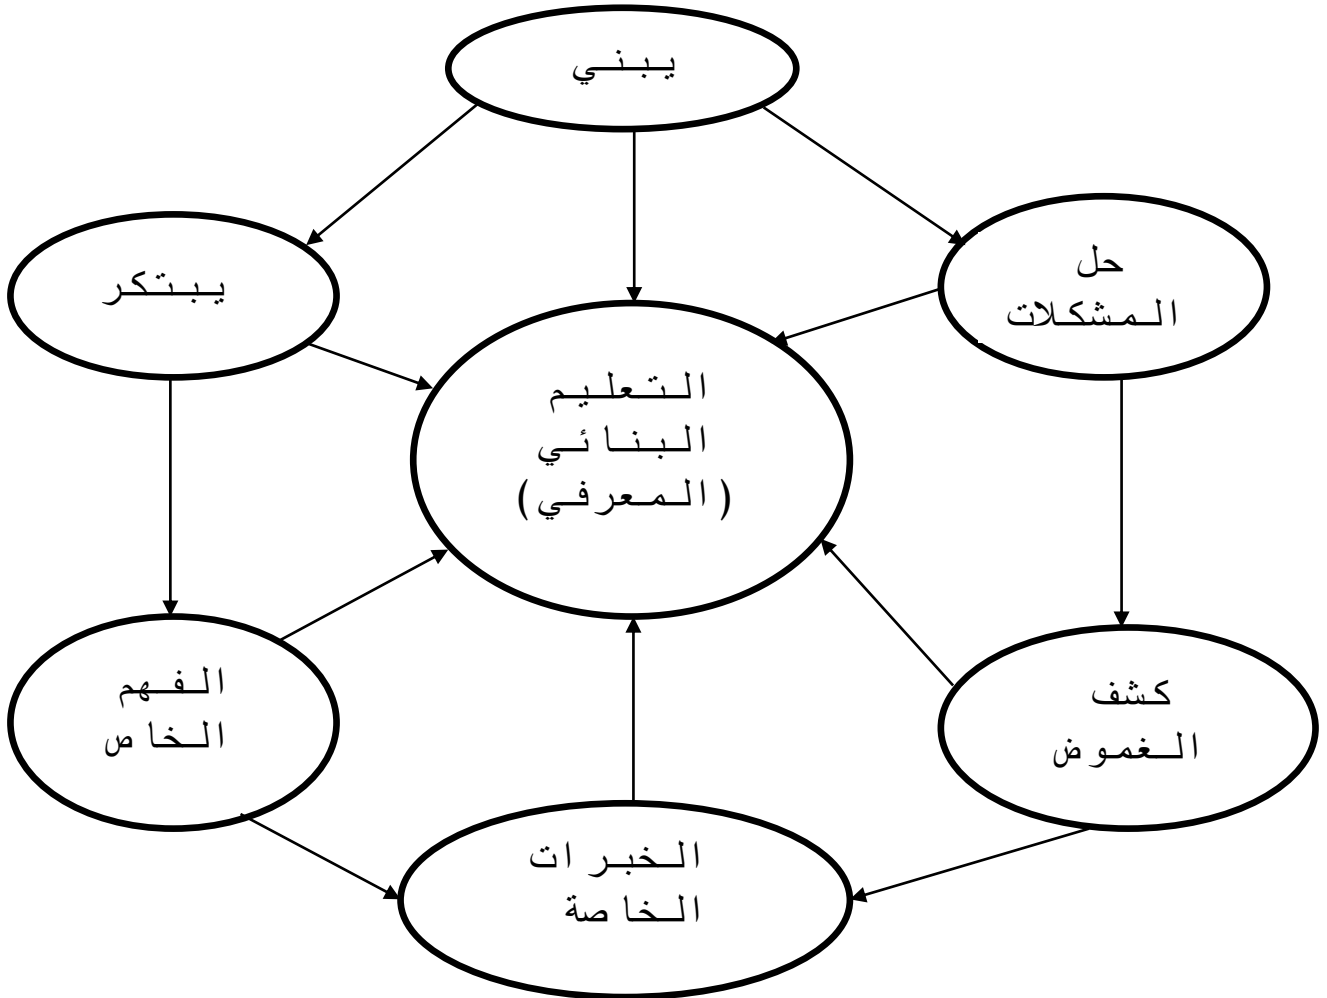 يبني
حل
المشكلات
يبتكر
التعليم
البنائي
(المعرفي)
كشف
الغموض
الفهم
الخاص
الخبرات
الخاصة